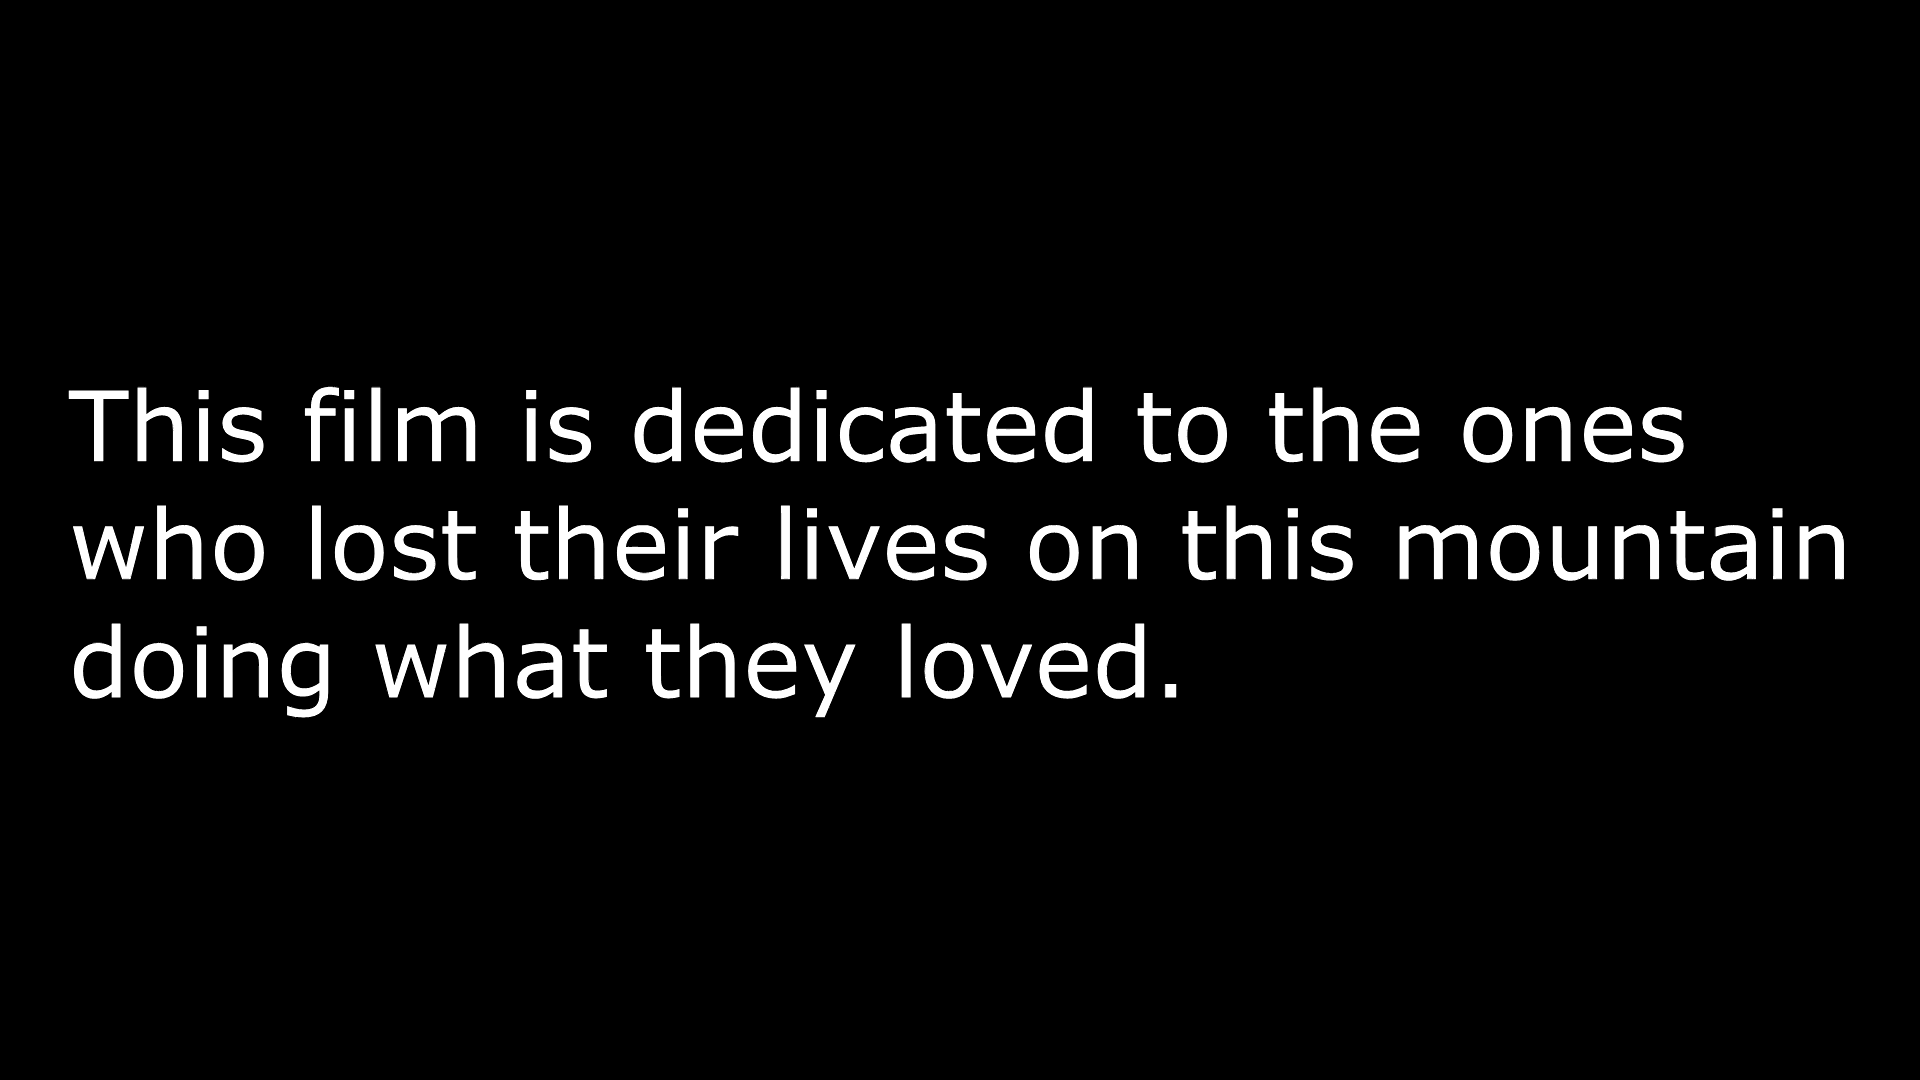 This film is dedicated to the ones
who lost their lives on this mountain
doing what they loved.